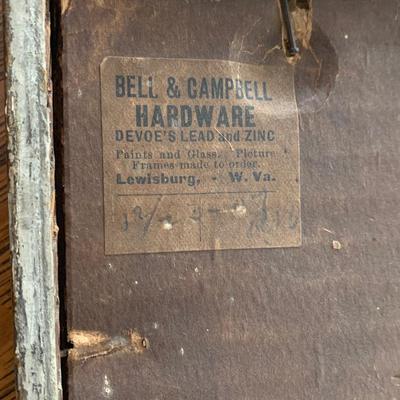 BELL & CAMPBELL
HARDWARE
DEVOE'S LEAD and ZINC
Paints and Glass. Picture
Frames made to order.
Lewisburg, - W. Va.